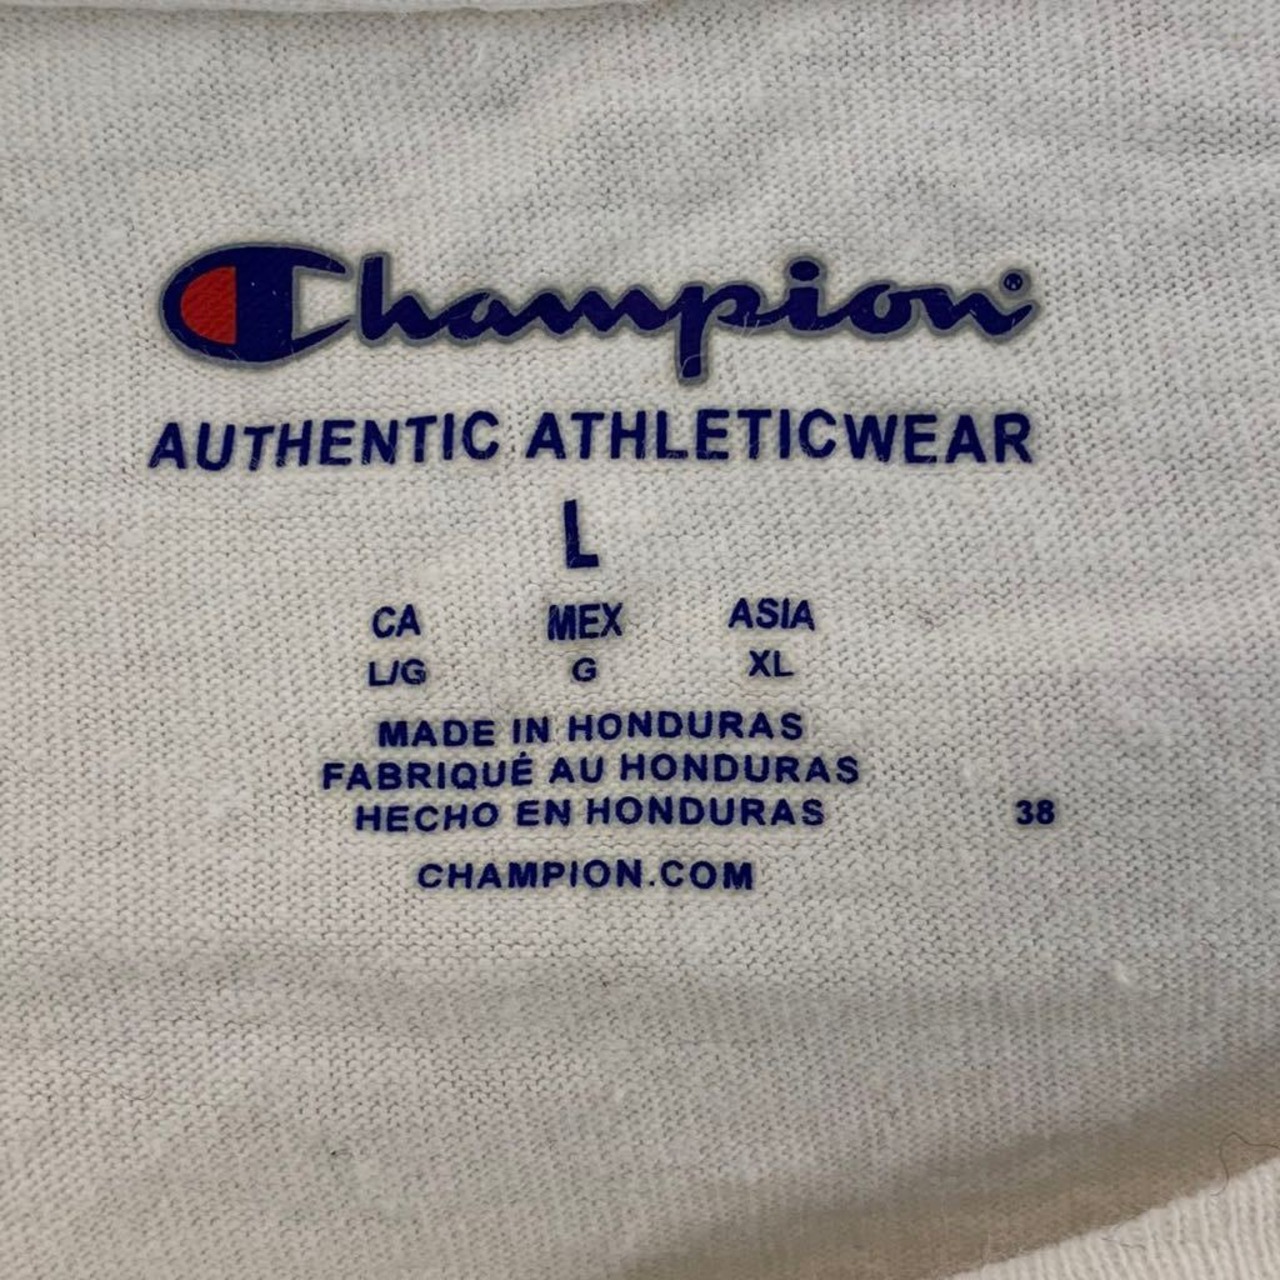 Champion®
AUTHENTIC ATHLETICWEAR
L
CA MEX ASIA
L/G G XL
MADE IN HONDURAS
FABRIQUÉ AU HONDURAS
HECHO EN HONDURAS 38
CHAMPION.COM